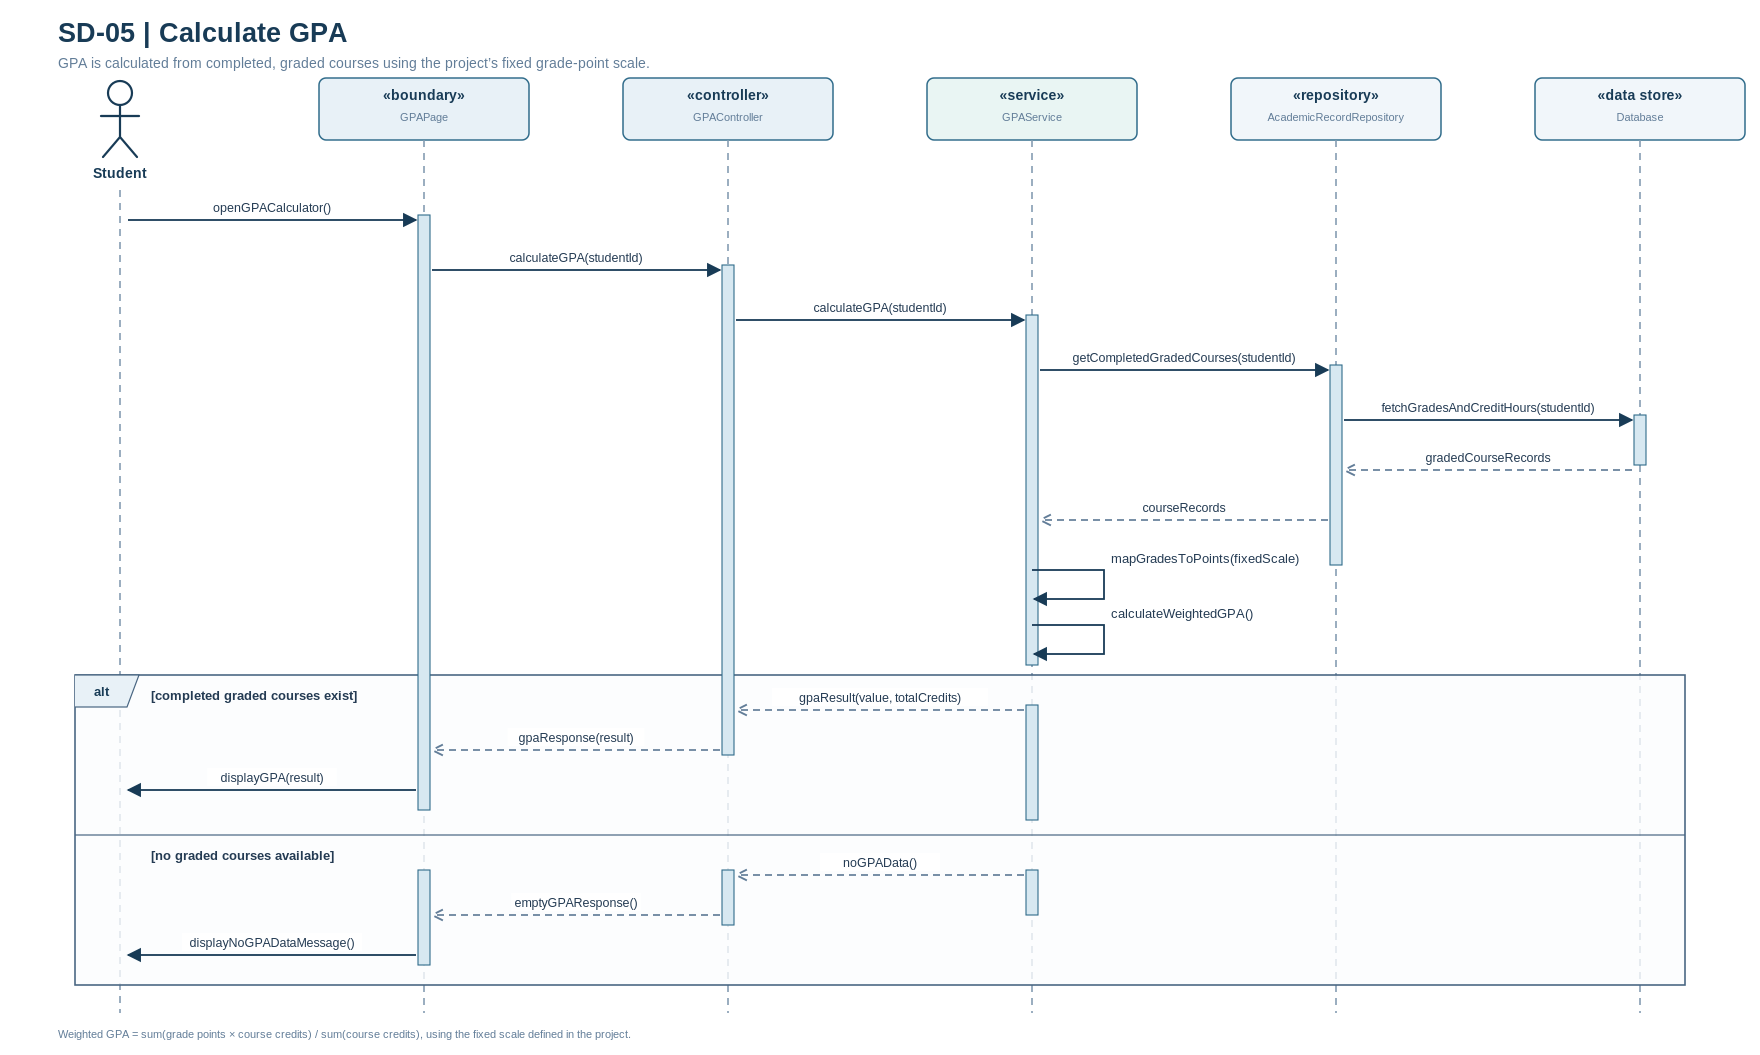 SD-05 | Calculate GPA
GPA is calculated from completed, graded courses using the project's fixed grade-point scale.
Student
«boundary»
GPAPage
«controller»
GPAController
«service»
GPAService
«repository»
AcademicRecordRepository
«data store»
Database
openGPACalculator()
calculateGPA(studentId)
calculateGPA(studentId)
getCompletedGradedCourses(studentId)
fetchGradesAndCreditHours(studentId)
gradedCourseRecords
courseRecords
mapGradesToPoints(fixedScale)
calculateWeightedGPA()
alt
[completed graded courses exist]
gpaResult(value, totalCredits)
gpaResponse(result)
displayGPA(result)
[no graded courses available]
noGPAData()
emptyGPAResponse()
displayNoGPADataMessage()
Weighted GPA = sum(grade points × course credits) / sum(course credits), using the fixed scale defined in the project.